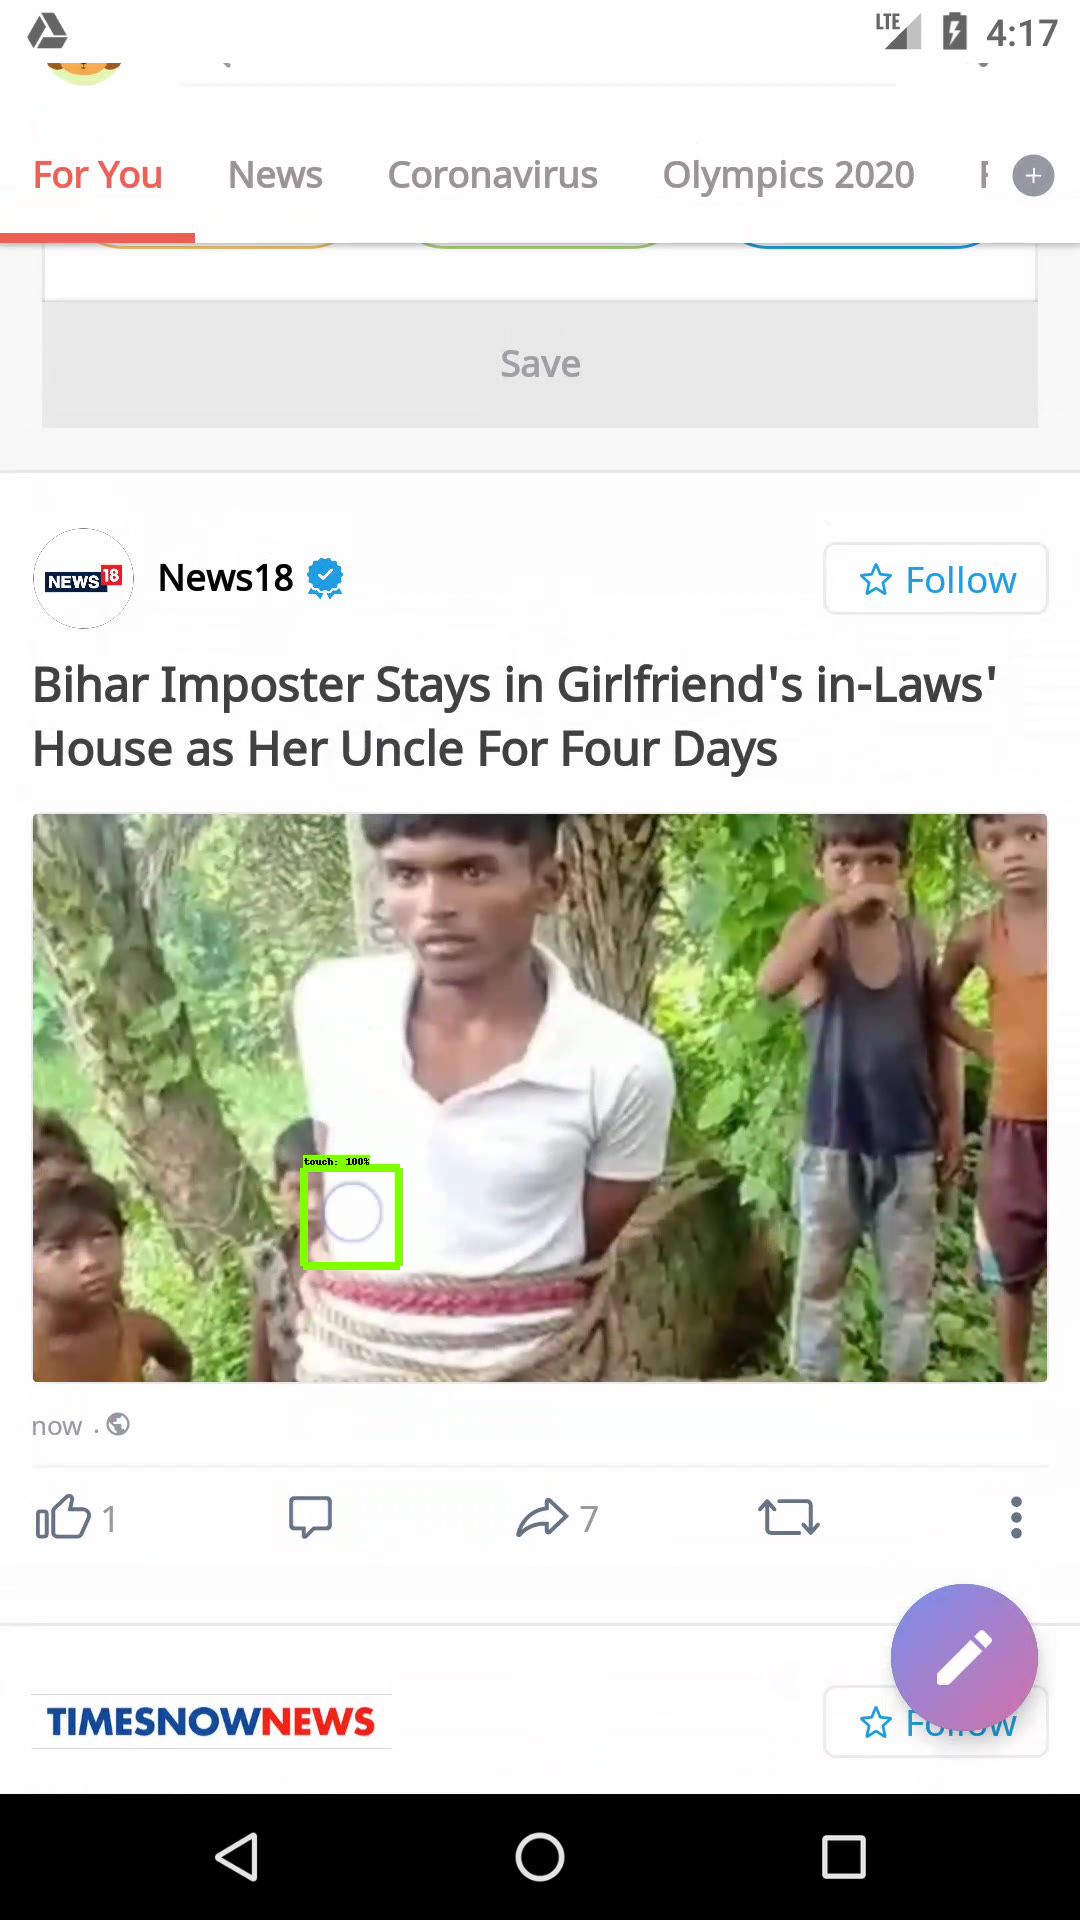 LTE 4:17
For You News Coronavirus Olympics 2020
Save
NEWS18 News18 Follow
Bihar Imposter Stays in Girlfriend's in-Laws'
House as Her Uncle For Four Days
touch: 100%
now .
1 7
TIMESNOWNEWS Follow